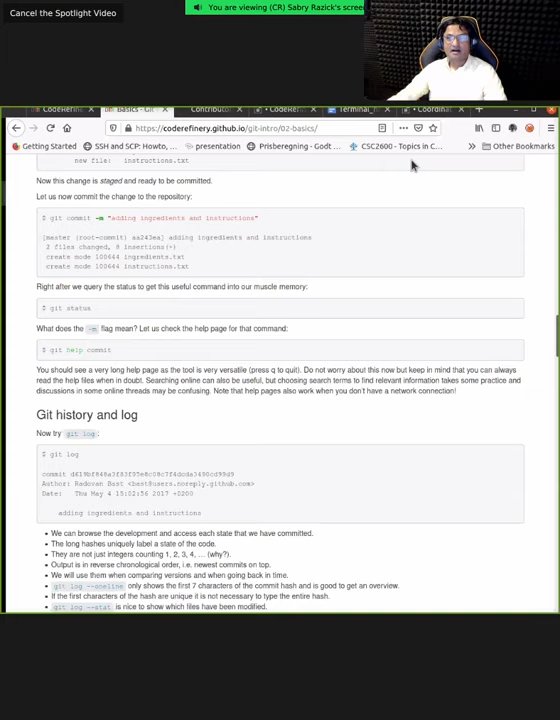 Cancel the Spotlight Video
You are viewing (CR) Sabry Razick's screen
CodeRefin
Basics - Git
Contribut
CodeRef
Terminal_
Coordinat
https://coderefinery.github.io/git-intro/02-basics/
Getting Started
SSH and SCP: Howto, ...
presentation
Prisberegning - Godt ...
CSC2600 - Topics in C...
Other Bookmarks
new file: instructions.txt
Now this change is staged and ready to be committed.
Let us now commit the change to the repository:
$ git commit -m "adding ingredients and instructions"
[master (root-commit) aa243ea] adding ingredients and instructions
2 files changed, 8 insertions(+)
create mode 100644 ingredients.txt
create mode 100644 instructions.txt
Right after we query the status to get this useful command into our muscle memory:
$ git status
What does the -m flag mean? Let us check the help page for that command:
$ git help commit
You should see a very long help page as the tool is very versatile (press q to quit). Do not worry about this now but keep in mind that you can always
read the help files when in doubt. Searching online can also be useful, but choosing search terms to find relevant information takes some practice and
discussions in some online threads may be confusing. Note that help pages also work when you don't have a network connection!
Git history and log
Now try git log:
$ git log
Author: Radovan Bast <bast@users.noreply.github.com>
Date: Thu May 4 15:02:56 2017 +0200
adding ingredients and instructions
We can browse the development and access each state that we have committed.
The long hashes uniquely label a state of the code.
They are not just integers counting 1, 2, 3, 4, ... (why?).
Output is in reverse chronological order, i.e. newest commits on top.
We will use them when comparing versions and when going back in time.
git log --oneline only shows the first 7 characters of the commit hash and is good to get an overview.
If the first characters of the hash are unique it is not necessary to type the entire hash.
git log --stat is nice to show which files have been modified.